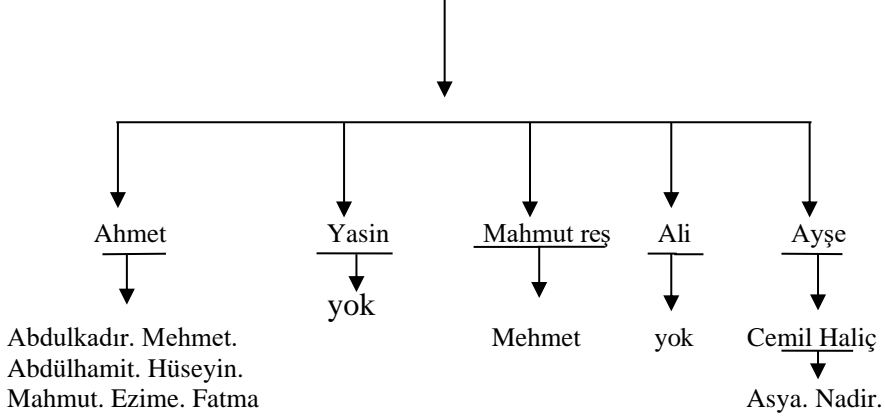 Ahmet Yasin Mahmut reş Ali Ayşe
yok
Abdulkadır. Mehmet. Mehmet yok Cemil Haliç
Abdülhamit. Hüseyin.
Mahmut. Ezime. Fatma Asya. Nadir.